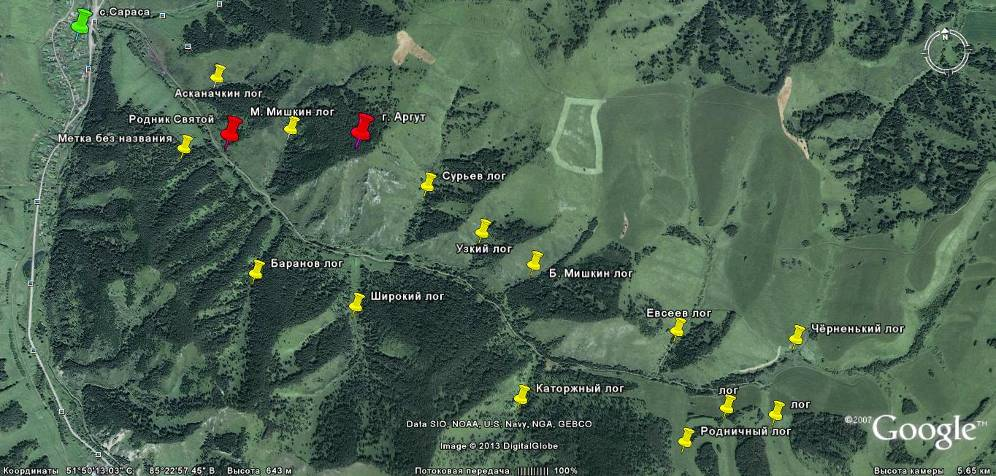 с.Сараса
N
Асканачкин лог
Родник Святой
М. Мишкин лог
г. Аргут
Метка без названия
Сурьев лог
Узкий лог
Баранов лог
Б. Мишкин лог
Широкий лог
Евсеев лог
Чёрненький лог
Каторжный лог
лог
лог
Родничный лог
Data SIO, NOAA, U.S. Navy, NGA, GEBCO
Image © 2013 DigitalGlobe
©2007 Google™
Координаты 51°50'13.03" С, 85°22'57.45" В Высота 643 м Потоковая передача 100% Высота камеры 5.65 км